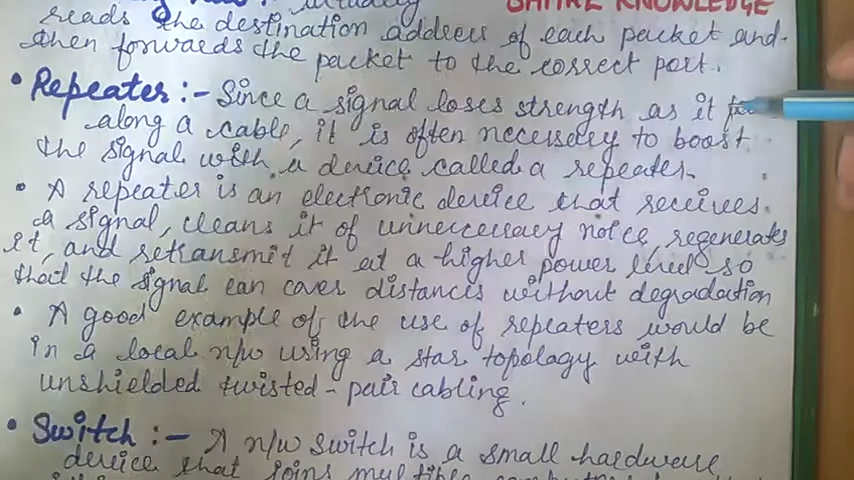 SHARE KNOWLEDGE
reads the destination address of each packet and
then forwards the packet to the correct port.
• Repeater :- Since a signal loses strength as it
along a cable, it is often necessary to boost
the signal with a device called a repeater.
• A repeater is an electronic device that receives
a signal, cleans it of unnecessary noice, regenerates
it, and retransmit it at a higher power level so
that the signal can cover distances without degradation
• A good example of the use of repeaters would be
in a local n/w using a star topology with
unshielded twisted-pair cabling.
• Switch :- A n/w switch is a small hardware
device that joins multiple